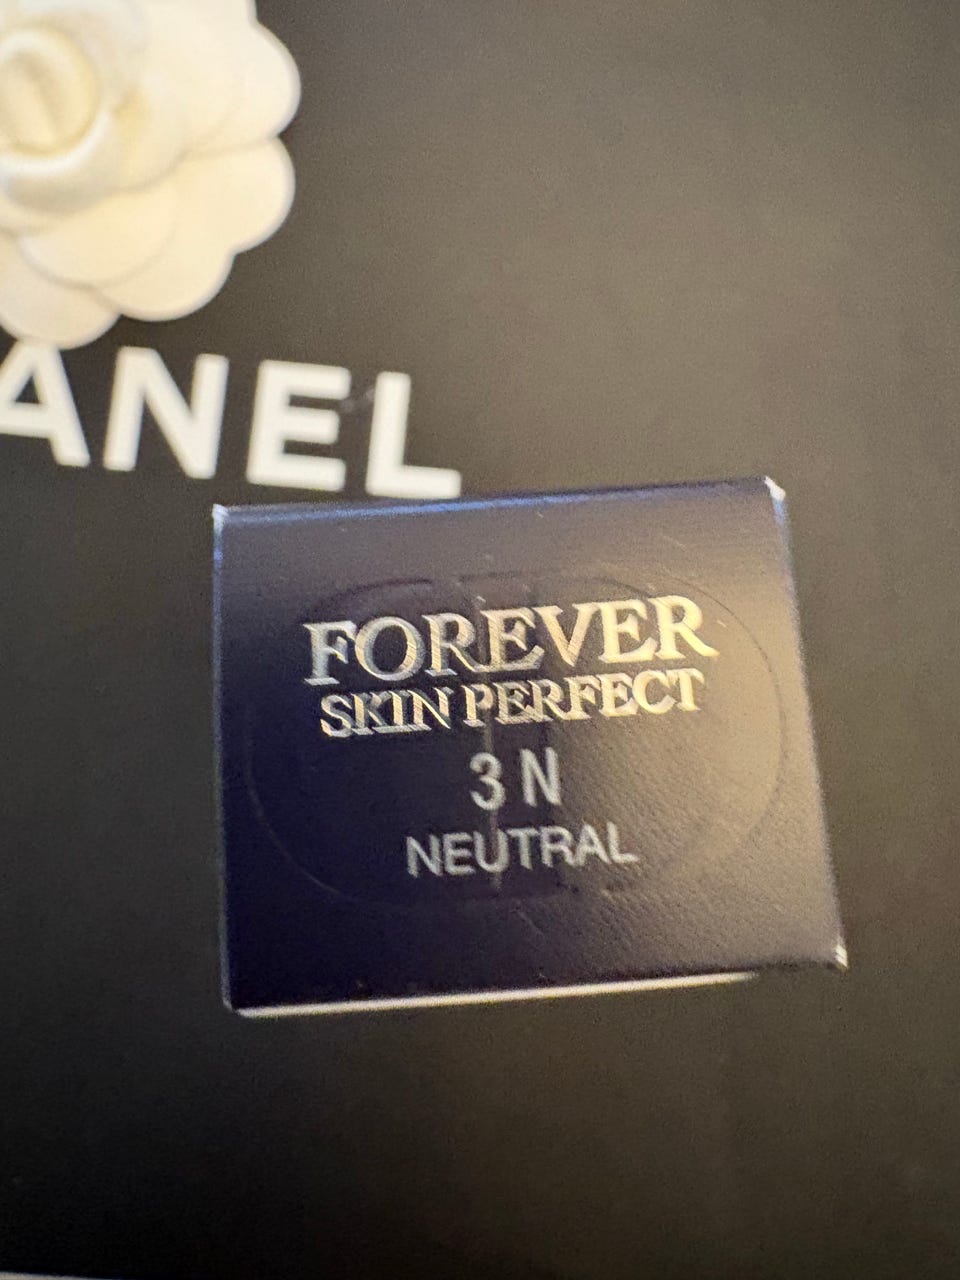 ANEL
FOREVER
SKIN PERFECT
3 N
NEUTRAL